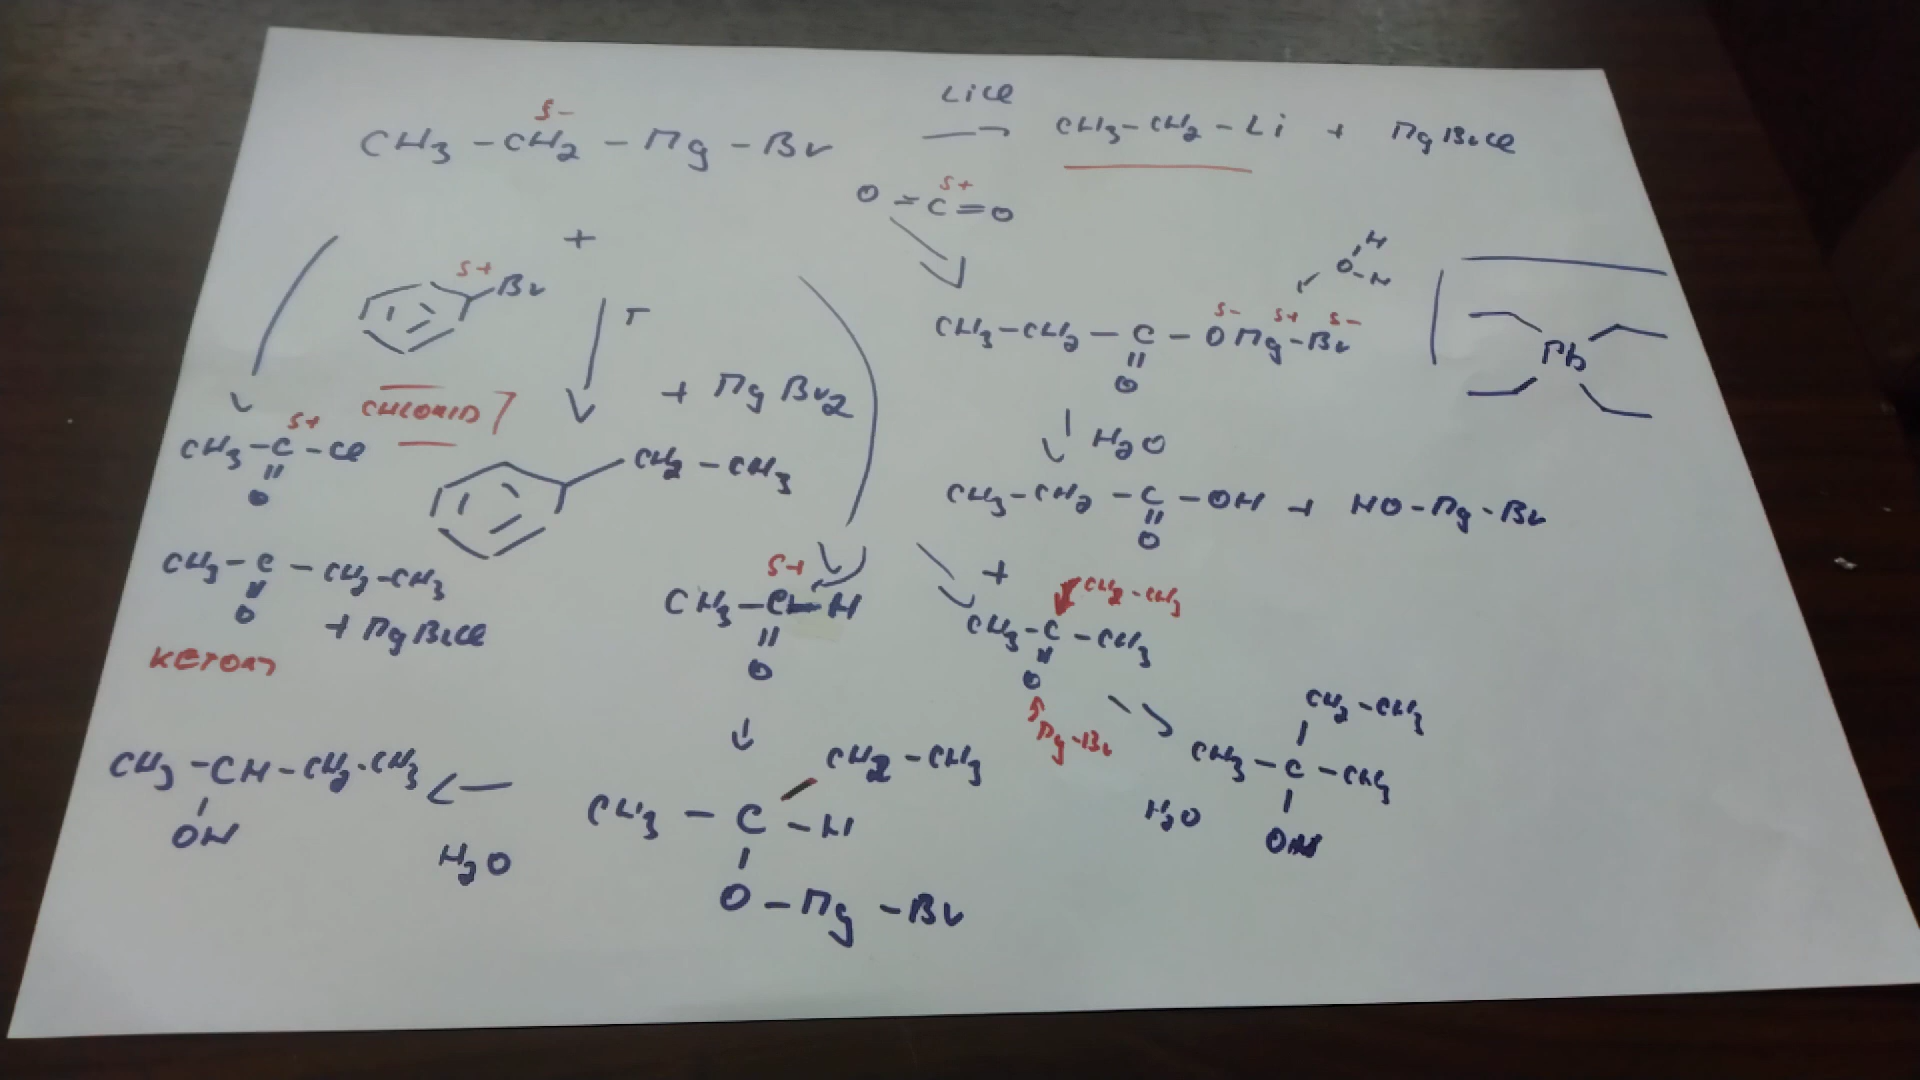 LiCl
δ-
CH3 - CH2 - Mg - Br → CH3 - CH2 - Li + MgBrCl
δ+
O = C = O
+
H
O - H
δ+
Br
T
δ- δ+ δ-
CH3 - CH2 - C - O Mg - Br
O
Pb
+ MgBr2
CHLORID
δ+
CH3 - C - Cl
O
H2O
CH2 - CH3
CH3 - CH2 - C - OH + HO - Mg - Br
O
CH3 - C - CH2 - CH3
O
+ MgBrCl
KETONY
δ+
CH3 - C - H
O
+
CH2 - CH3
CH3 - C - CH3
O
Mg - Br
CH2 - CH3
CH3 - C - CH3
OH
H2O
CH3 - CH - CH2 - CH3
OH
H2O
CH2 - CH3
CH3 - C - H
O - Mg - Br